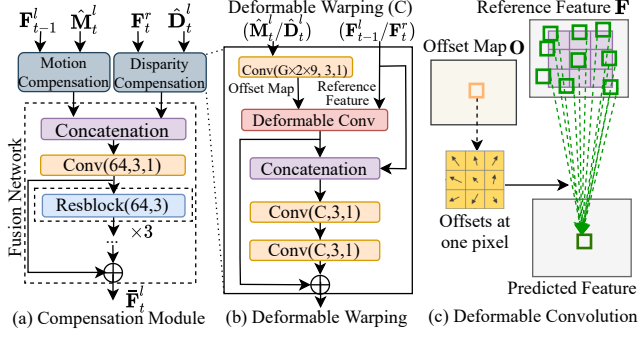 F^l_{t-1} M̂^l_t F^r_t D̂^l_t
Motion
Compensation
Disparity
Compensation
Concatenation
Conv(64,3,1)
Resblock(64,3)
×3
...
Fusion Network
F̄^l_t
(a) Compensation Module
Deformable Warping (C)
(M̂^l_t/D̂^l_t) (F^l_{t-1}/F^r_t)
Conv(G×2×9, 3,1)
Offset Map
Reference
Feature
Deformable Conv
Concatenation
Conv(C,3,1)
Conv(C,3,1)
(b) Deformable Warping
Reference Feature F
Offset Map O
Offsets at
one pixel
Predicted Feature
(c) Deformable Convolution